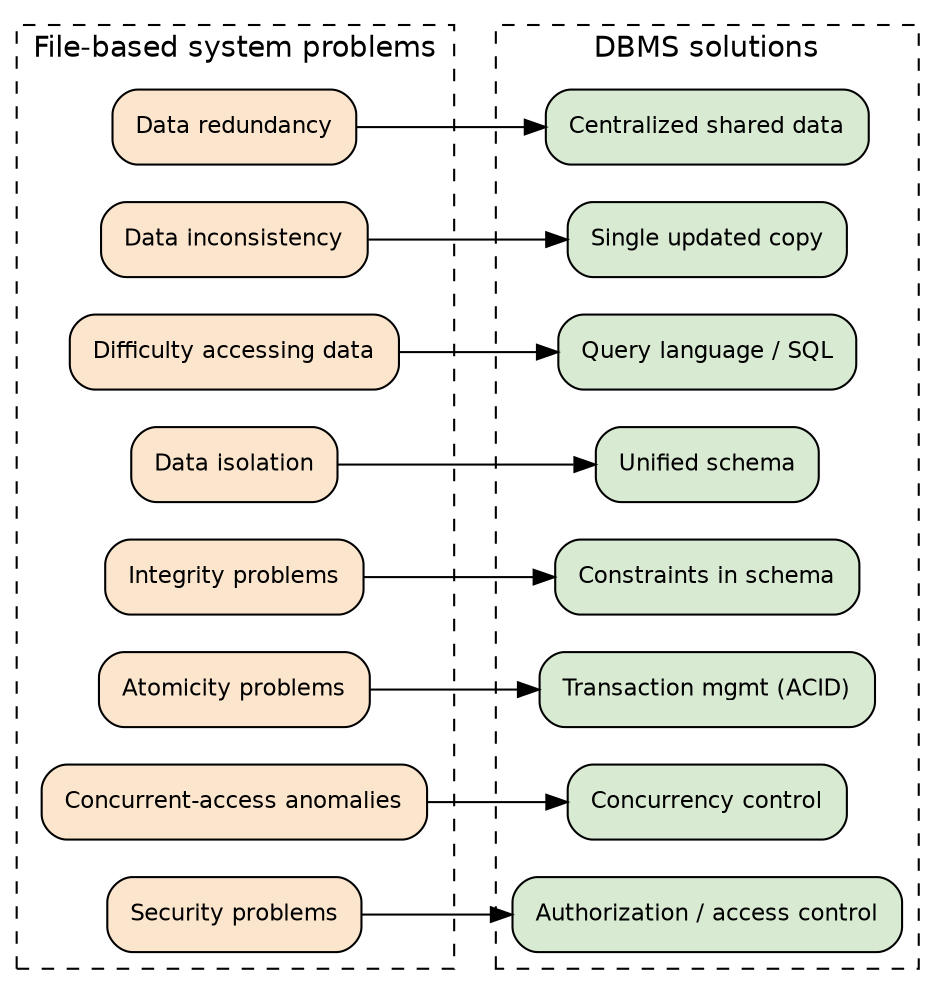 File-based system problems
DBMS solutions
Data redundancy
Centralized shared data
Data inconsistency
Single updated copy
Difficulty accessing data
Query language / SQL
Data isolation
Unified schema
Integrity problems
Constraints in schema
Atomicity problems
Transaction mgmt (ACID)
Concurrent-access anomalies
Concurrency control
Security problems
Authorization / access control